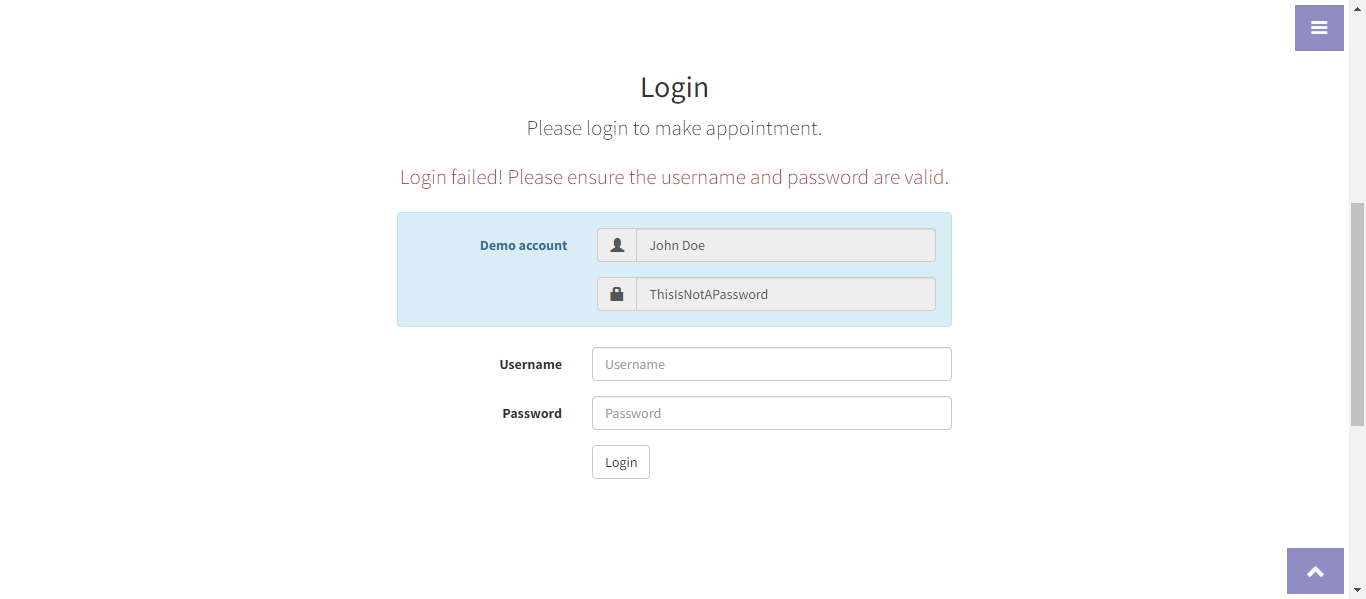 Login
Please login to make appointment.
Login failed! Please ensure the username and password are valid.
Demo account John Doe
ThisIsNotAPassword
Username Username
Password Password
Login